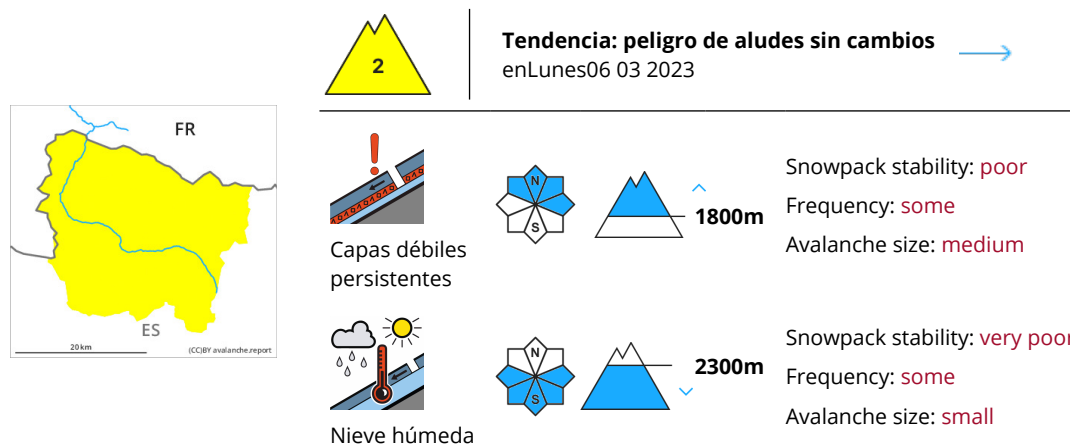 2
Tendencia: peligro de aludes sin cambios
enLunes06 03 2023
FR
ES
20 km
(CC)BY avalanche.report
Capas débiles
persistentes
N
S
1800m
Snowpack stability: poor
Frequency: some
Avalanche size: medium
Nieve húmeda
N
S
2300m
Snowpack stability: very poor
Frequency: some
Avalanche size: small